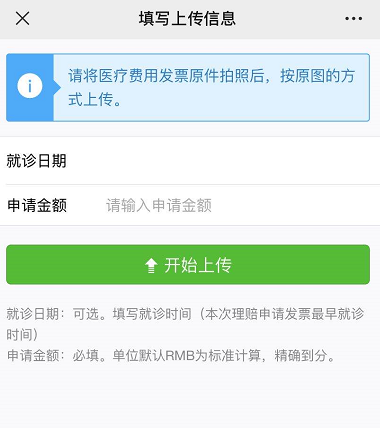 填写上传信息
请将医疗费用发票原件拍照后，按原图的方
式上传。
就诊日期
申请金额 请输入申请金额
开始上传
就诊日期：可选。填写就诊时间（本次理赔申请发票最早就诊
时间）
申请金额：必填。单位默认RMB为标准计算，精确到分。